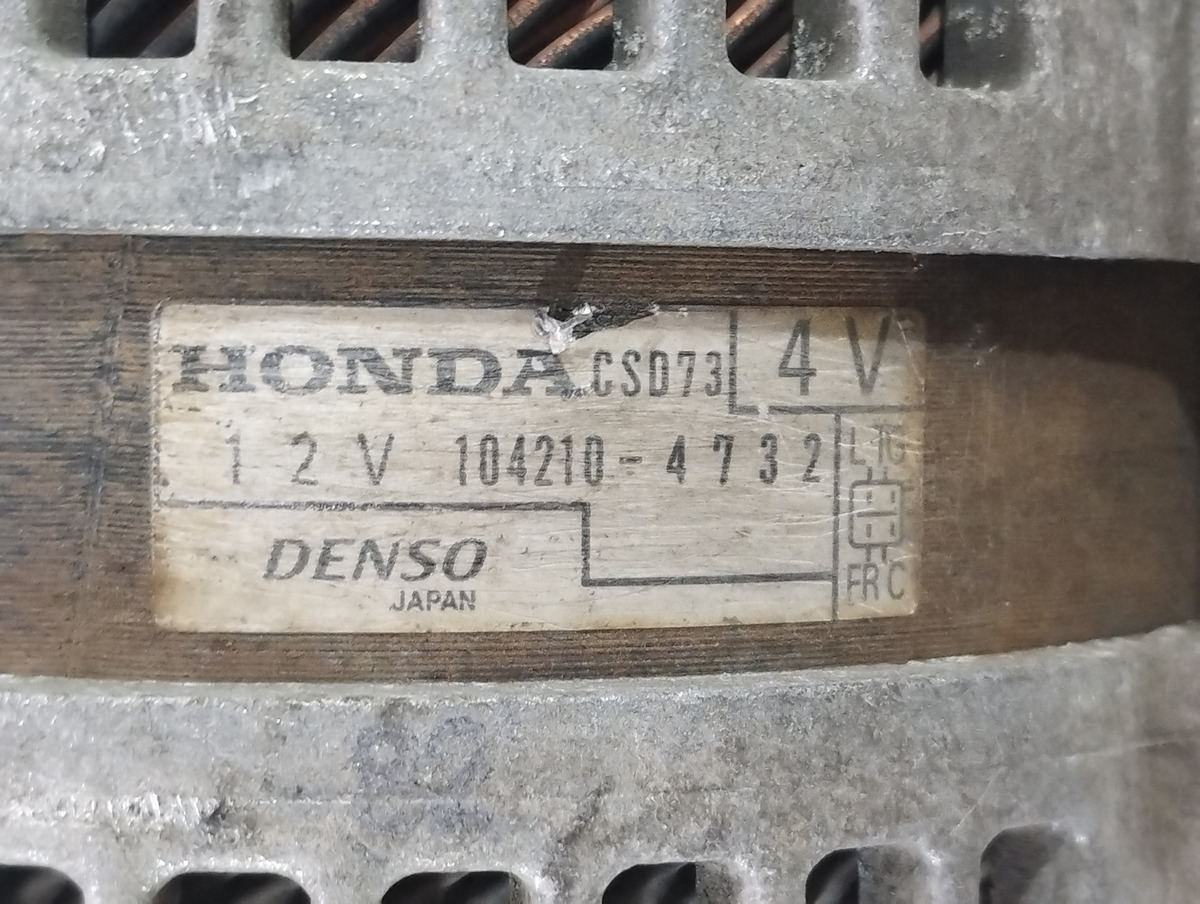 HONDA CSD73 4V
12V 104210-4732
L IG
DENSO
JAPAN
FR C